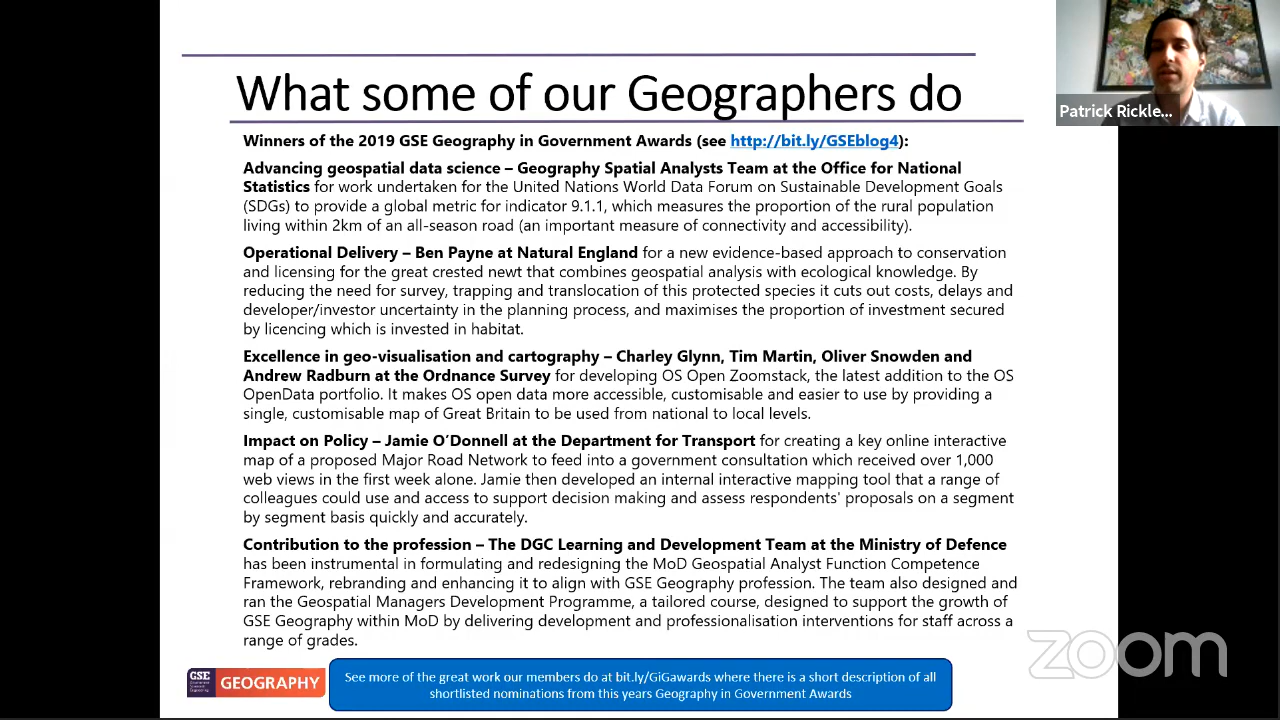 What some of our Geographers do
Patrick Rickle...
Winners of the 2019 GSE Geography in Government Awards (see http://bit.ly/GSEblog4):
Advancing geospatial data science – Geography Spatial Analysts Team at the Office for National
Statistics for work undertaken for the United Nations World Data Forum on Sustainable Development Goals
(SDGs) to provide a global metric for indicator 9.1.1, which measures the proportion of the rural population
living within 2km of an all-season road (an important measure of connectivity and accessibility).
Operational Delivery – Ben Payne at Natural England for a new evidence-based approach to conservation
and licensing for the great crested newt that combines geospatial analysis with ecological knowledge. By
reducing the need for survey, trapping and translocation of this protected species it cuts out costs, delays and
developer/investor uncertainty in the planning process, and maximises the proportion of investment secured
by licencing which is invested in habitat.
Excellence in geo-visualisation and cartography – Charley Glynn, Tim Martin, Oliver Snowden and
Andrew Radburn at the Ordnance Survey for developing OS Open Zoomstack, the latest addition to the OS
OpenData portfolio. It makes OS open data more accessible, customisable and easier to use by providing a
single, customisable map of Great Britain to be used from national to local levels.
Impact on Policy – Jamie O'Donnell at the Department for Transport for creating a key online interactive
map of a proposed Major Road Network to feed into a government consultation which received over 1,000
web views in the first week alone. Jamie then developed an internal interactive mapping tool that a range of
colleagues could use and access to support decision making and assess respondents' proposals on a segment
by segment basis quickly and accurately.
Contribution to the profession – The DGC Learning and Development Team at the Ministry of Defence
has been instrumental in formulating and redesigning the MoD Geospatial Analyst Function Competence
Framework, rebranding and enhancing it to align with GSE Geography profession. The team also designed and
ran the Geospatial Managers Development Programme, a tailored course, designed to support the growth of
GSE Geography within MoD by delivering development and professionalisation interventions for staff across a
range of grades.
zoom
GSE
GEOGRAPHY
See more of the great work our members do at bit.ly/GiGawards where there is a short description of all
shortlisted nominations from this years Geography in Government Awards